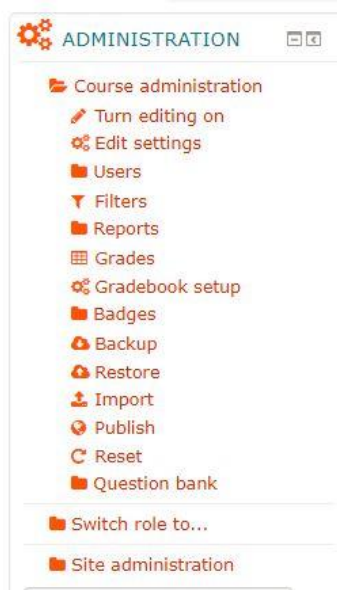 ADMINISTRATION
Course administration
Turn editing on
Edit settings
Users
Filters
Reports
Grades
Gradebook setup
Badges
Backup
Restore
Import
Publish
Reset
Question bank
Switch role to...
Site administration